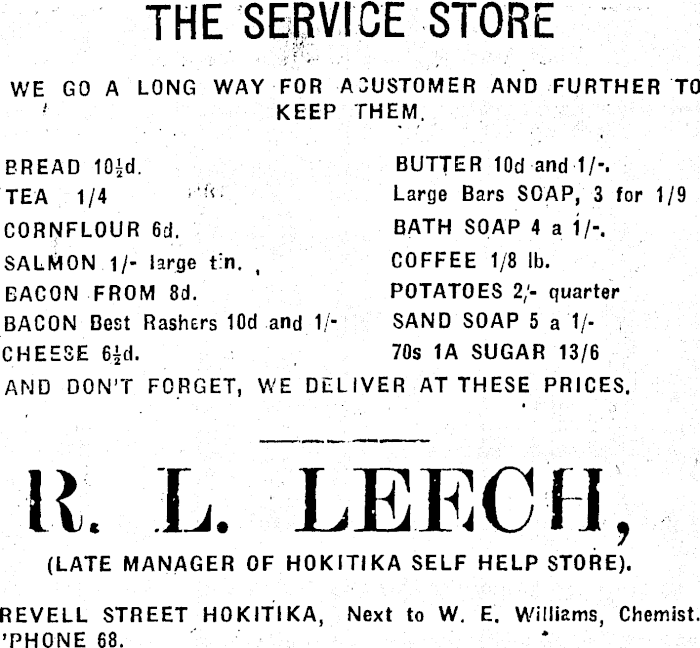 THE SERVICE STORE
WE GO A LONG WAY FOR A CUSTOMER AND FURTHER TO
KEEP THEM.
BREAD 10½d.
TEA 1/4
CORNFLOUR 6d.
SALMON 1/- large tin.
BACON FROM 8d.
BACON Best Rashers 10d and 1/-
CHEESE 6½d.
BUTTER 10d and 1/-.
Large Bars SOAP, 3 for 1/9
BATH SOAP 4 a 1/-.
COFFEE 1/8 lb.
POTATOES 2/- quarter
SAND SOAP 5 a 1/-
70s 1A SUGAR 13/6
AND DON'T FORGET, WE DELIVER AT THESE PRICES.
R. L. LEECH,
(LATE MANAGER OF HOKITIKA SELF HELP STORE).
REVELL STREET HOKITIKA, Next to W. E. Williams, Chemist.
'PHONE 68.